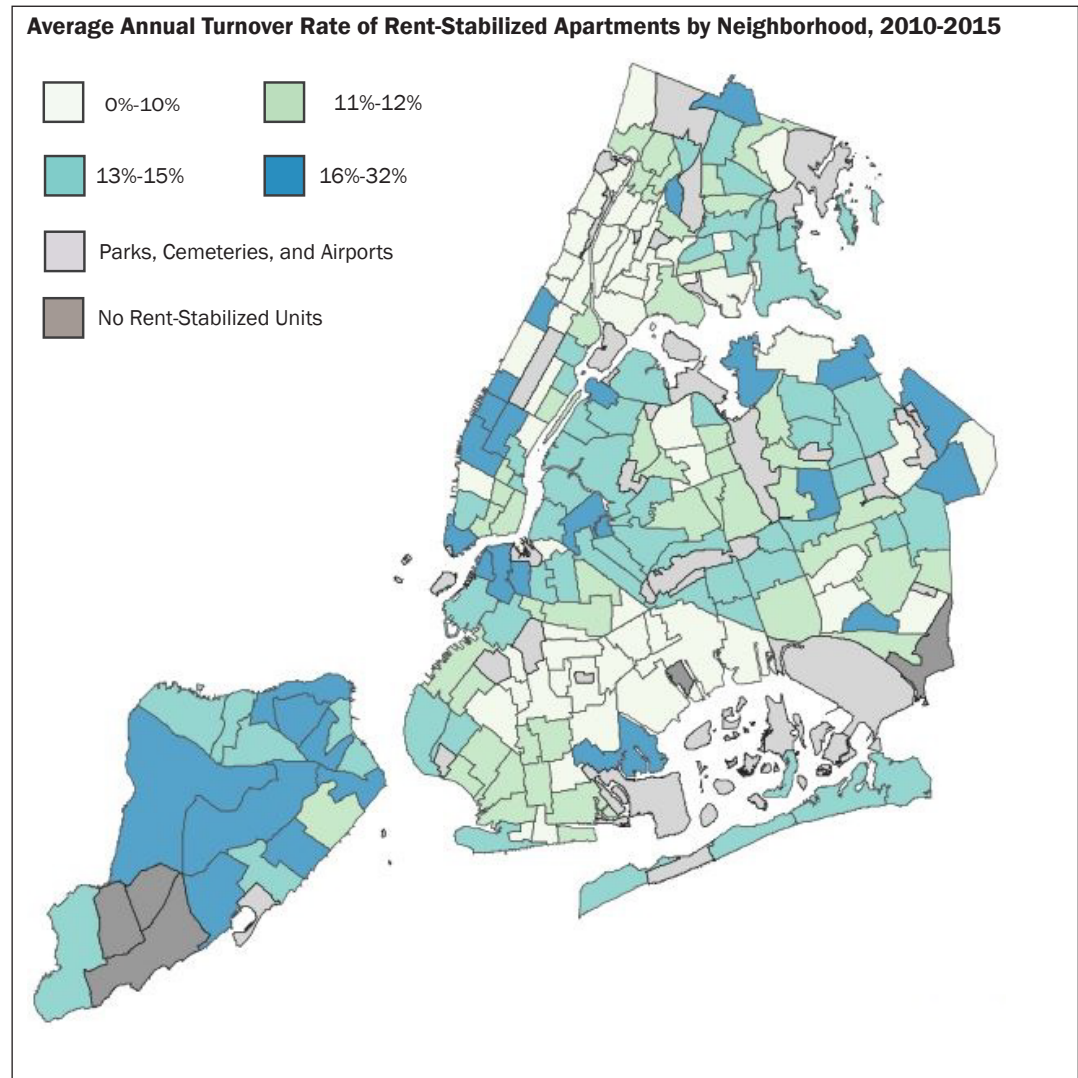 Average Annual Turnover Rate of Rent-Stabilized Apartments by Neighborhood, 2010-2015
0%-10%
11%-12%
13%-15%
16%-32%
Parks, Cemeteries, and Airports
No Rent-Stabilized Units